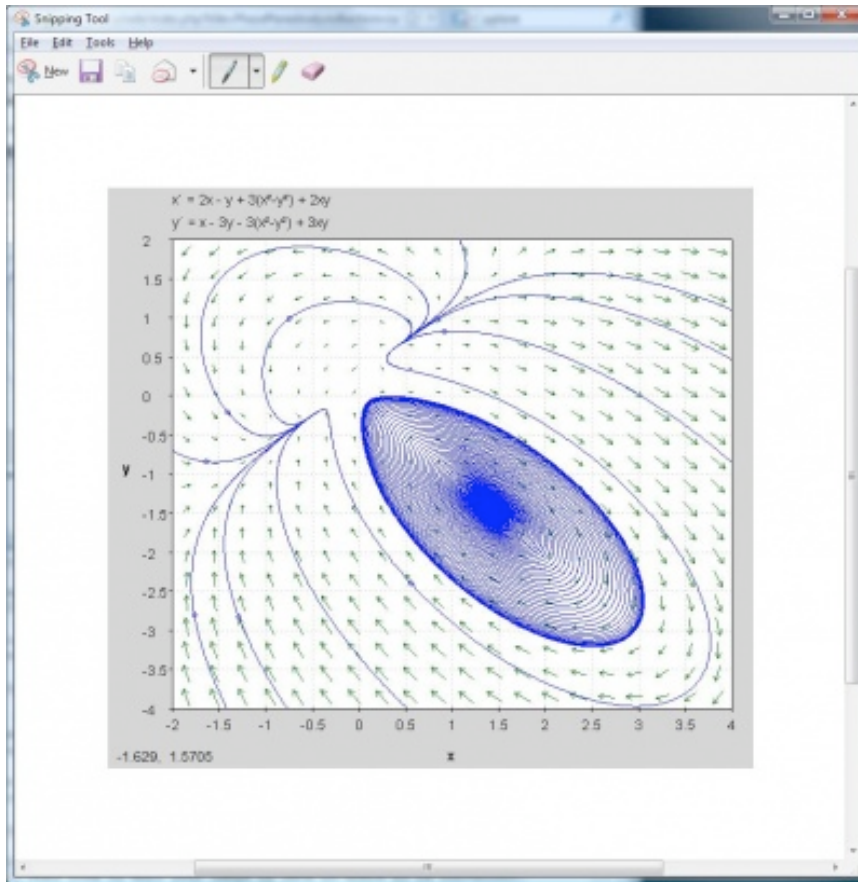 Snipping Tool
File Edit Tools Help
New
x' = 2x - y + 3(x²-y²) + 2xy
y' = x - 3y - 3(x²-y²) + 3xy
2
1.5
1
0.5
0
-0.5
-1
-1.5
-2
-2.5
-3
-3.5
-4
y
-2 -1.5 -1 -0.5 0 0.5 1 1.5 2 2.5 3 3.5 4
-1.629, 1.5705 x